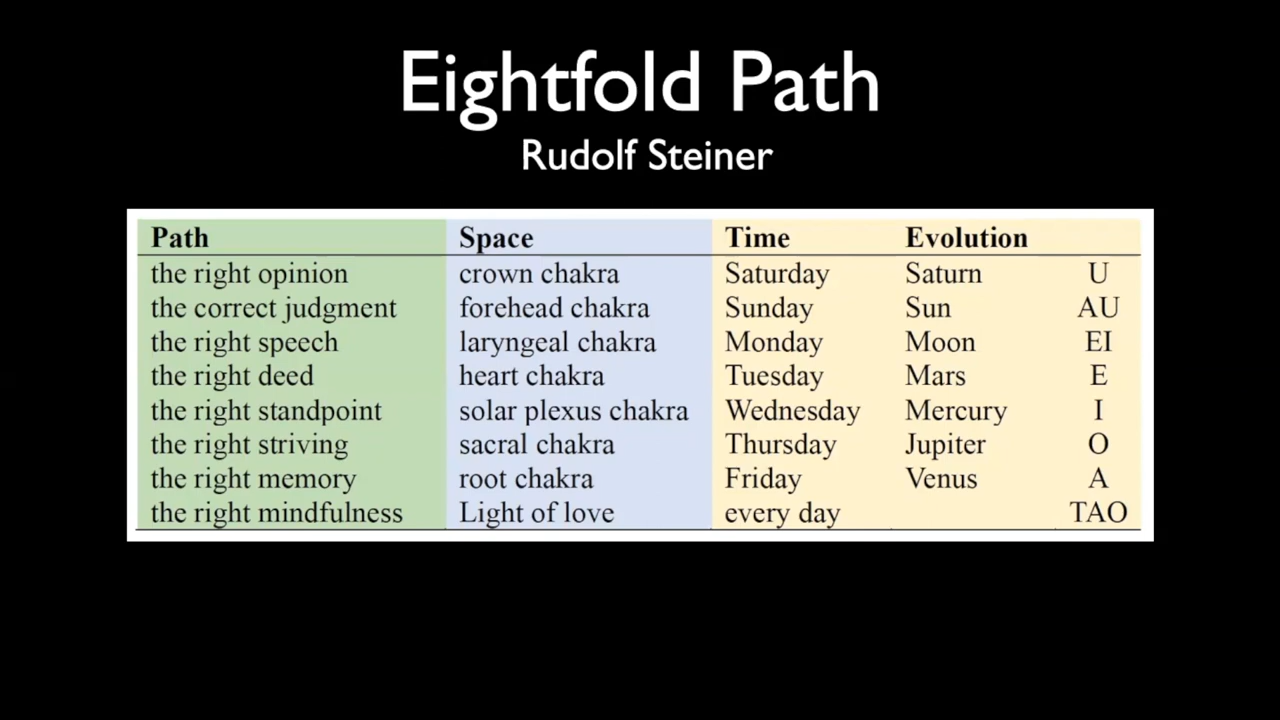 Eightfold Path
Rudolf Steiner
Path Space Time Evolution
the right opinion crown chakra Saturday Saturn U
the correct judgment forehead chakra Sunday Sun AU
the right speech laryngeal chakra Monday Moon EI
the right deed heart chakra Tuesday Mars E
the right standpoint solar plexus chakra Wednesday Mercury I
the right striving sacral chakra Thursday Jupiter O
the right memory root chakra Friday Venus A
the right mindfulness Light of love every day TAO